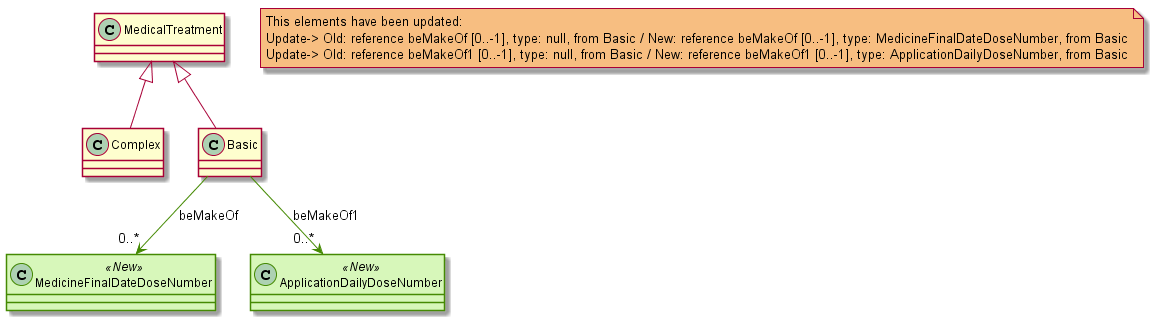 C MedicalTreatment
This elements have been updated:
Update-> Old: reference beMakeOf [0..-1], type: null, from Basic / New: reference beMakeOf [0..-1], type: MedicineFinalDateDoseNumber, from Basic
Update-> Old: reference beMakeOf1 [0..-1], type: null, from Basic / New: reference beMakeOf1 [0..-1], type: ApplicationDailyDoseNumber, from Basic
C Complex
C Basic
beMakeOf
beMakeOf1
0..*
0..*
«New»
C MedicineFinalDateDoseNumber
«New»
C ApplicationDailyDoseNumber